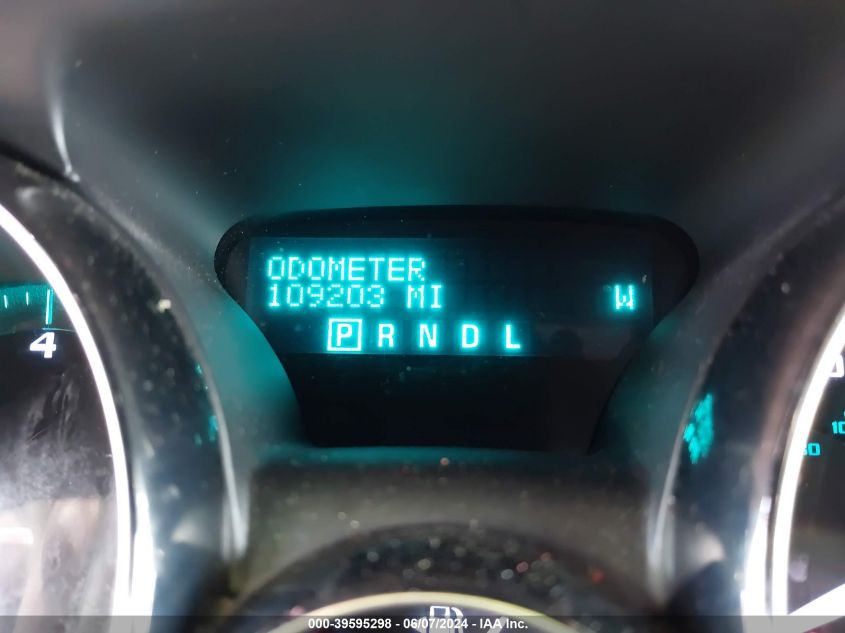 ODOMETER
109203 MI W
P R N D L
4
000-39595298 - 06/07/2024 - IAA Inc.